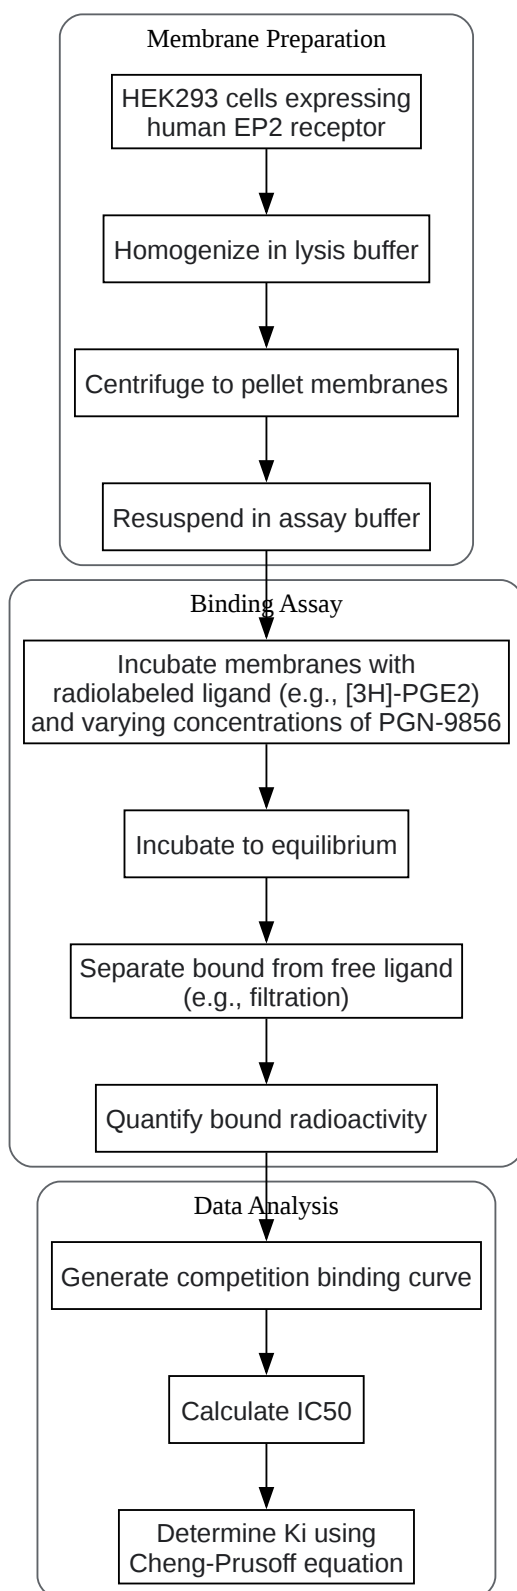 Membrane Preparation
HEK293 cells expressing
human EP2 receptor
Homogenize in lysis buffer
Centrifuge to pellet membranes
Resuspend in assay buffer
Binding Assay
Incubate membranes with
radiolabeled ligand (e.g., [3H]-PGE2)
and varying concentrations of PGN-9856
Incubate to equilibrium
Separate bound from free ligand
(e.g., filtration)
Quantify bound radioactivity
Data Analysis
Generate competition binding curve
Calculate IC50
Determine Ki using
Cheng-Prusoff equation